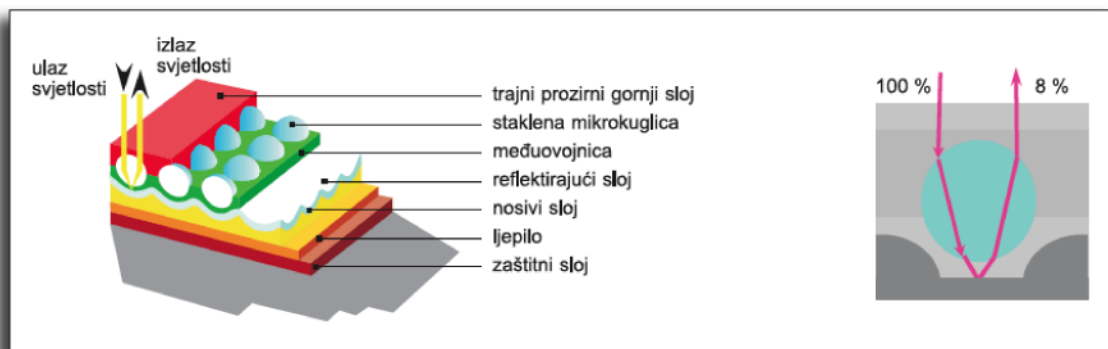 ulaz
svjetlosti
izlaz
svjetlosti
trajni prozirni gornji sloj
staklena mikrokuglica
međuovojnica
reflektirajući sloj
nosivi sloj
ljepilo
zaštitni sloj
100 %
8 %